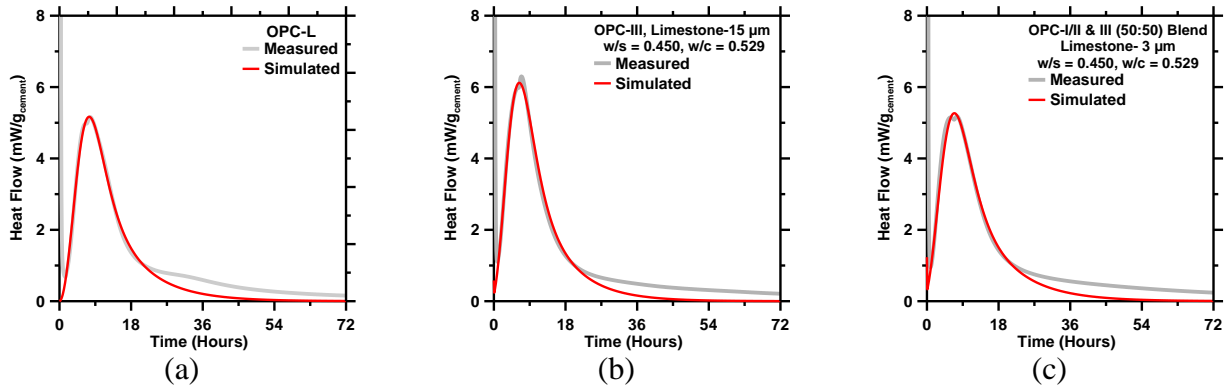 OPC-L
Measured
Simulated
8
6
4
2
0
Heat Flow (mW/gcement)
0 18 36 54 72
Time (Hours)
(a)
OPC-III, Limestone-15 µm
w/s = 0.450, w/c = 0.529
Measured
Simulated
8
6
4
2
0
Heat Flow (mW/gcement)
0 18 36 54 72
Time (Hours)
(b)
OPC-I/II & III (50:50) Blend
Limestone- 3 µm
w/s = 0.450, w/c = 0.529
Measured
Simulated
8
6
4
2
0
Heat Flow (mW/gcement)
0 18 36 54 72
Time (Hours)
(c)